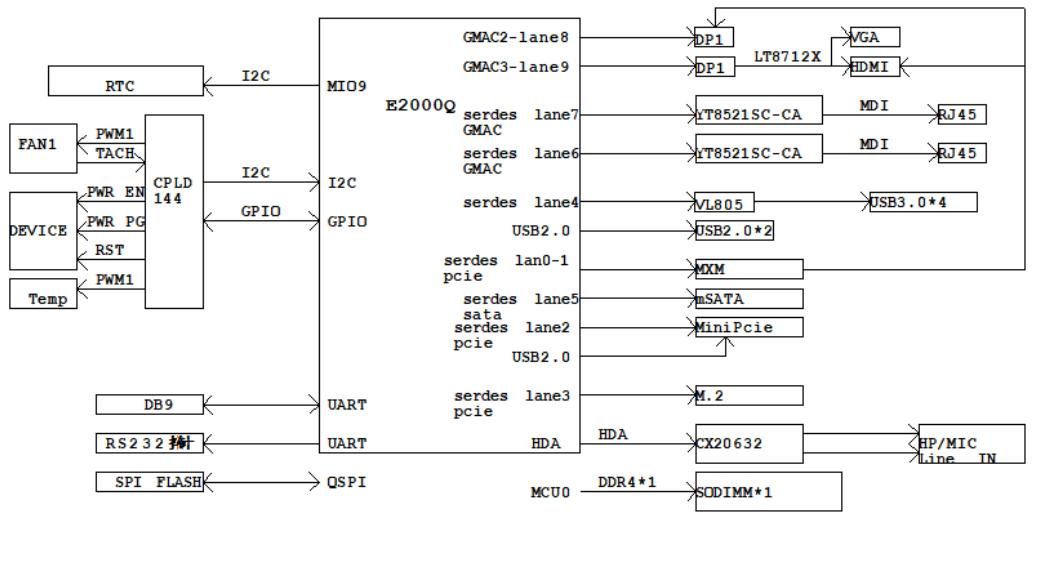 GMAC2-lane8
DP1
GMAC3-lane9
DP1
LT8712X
VGA
HDMI
RTC
I2C
MIO9
E2000Q
serdes lane7
GMAC
YT8521SC-CA
MDI
RJ45
serdes lane6
GMAC
YT8521SC-CA
MDI
RJ45
FAN1
PWM1
TACH
CPLD
144
I2C
I2C
GPIO
GPIO
DEVICE
PWR EN
PWR PG
RST
Temp
PWM1
serdes lane4
VL805
USB3.0*4
USB2.0
USB2.0*2
serdes lan0-1
pcie
MXM
serdes lane5
sata
mSATA
serdes lane2
pcie
MiniPcie
USB2.0
serdes lane3
pcie
M.2
DB9
UART
RS232插针
UART
HDA
HDA
CX20632
HP/MIC
Line IN
SPI FLASH
QSPI
MCU0
DDR4*1
SODIMM*1